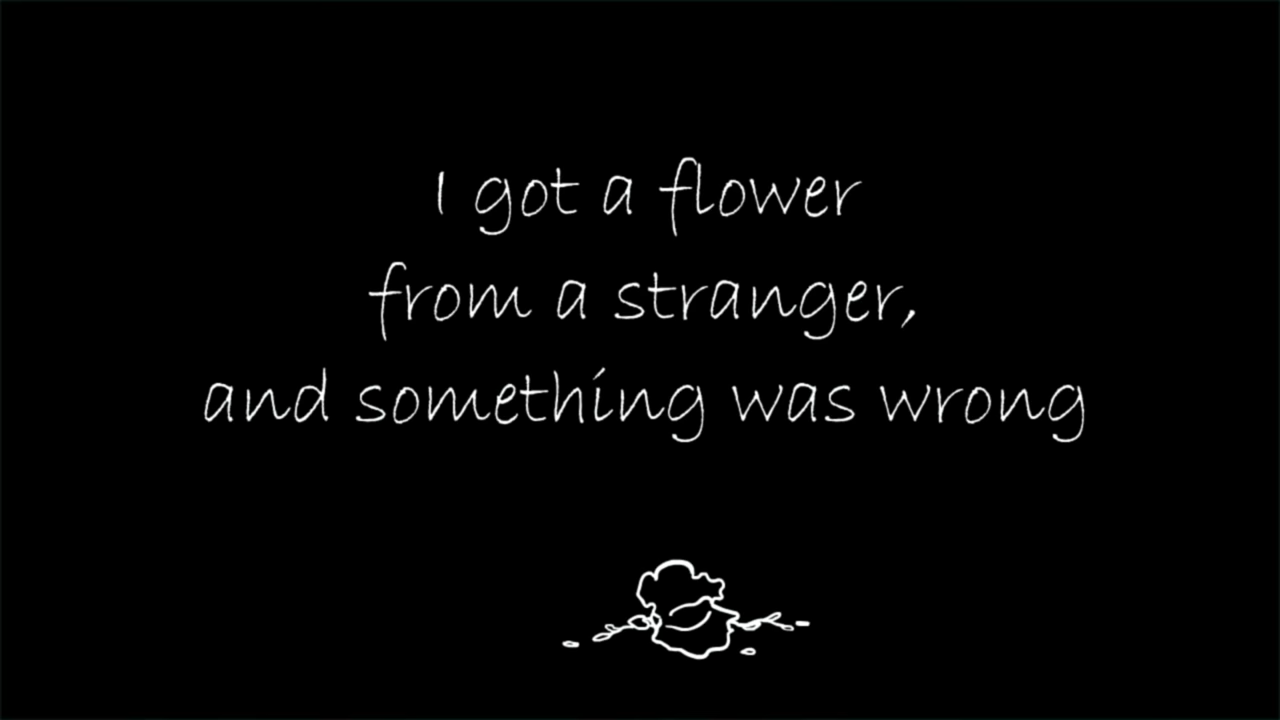 I got a flower
from a stranger,
and something was wrong